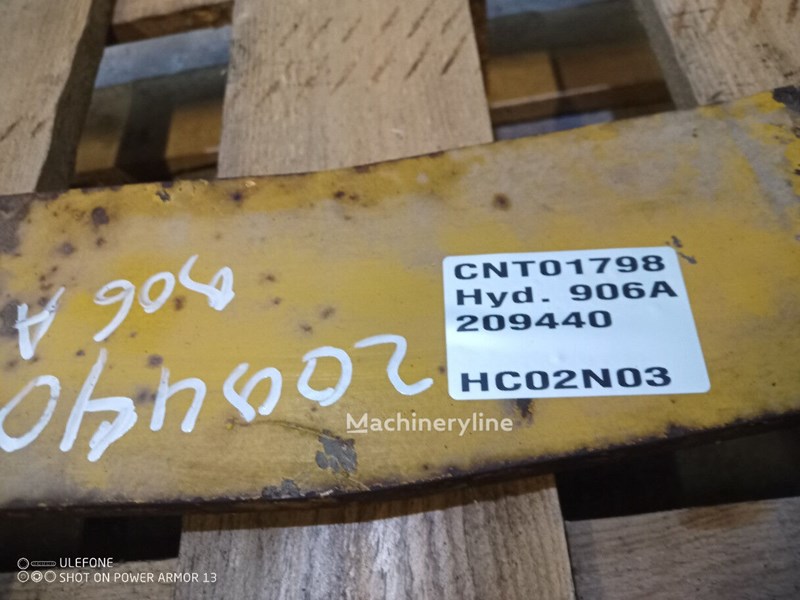 CNT01798
Hyd. 906A
209440
HC02N03
906 A
209440
Machineryline
ULEFONE
SHOT ON POWER ARMOR 13